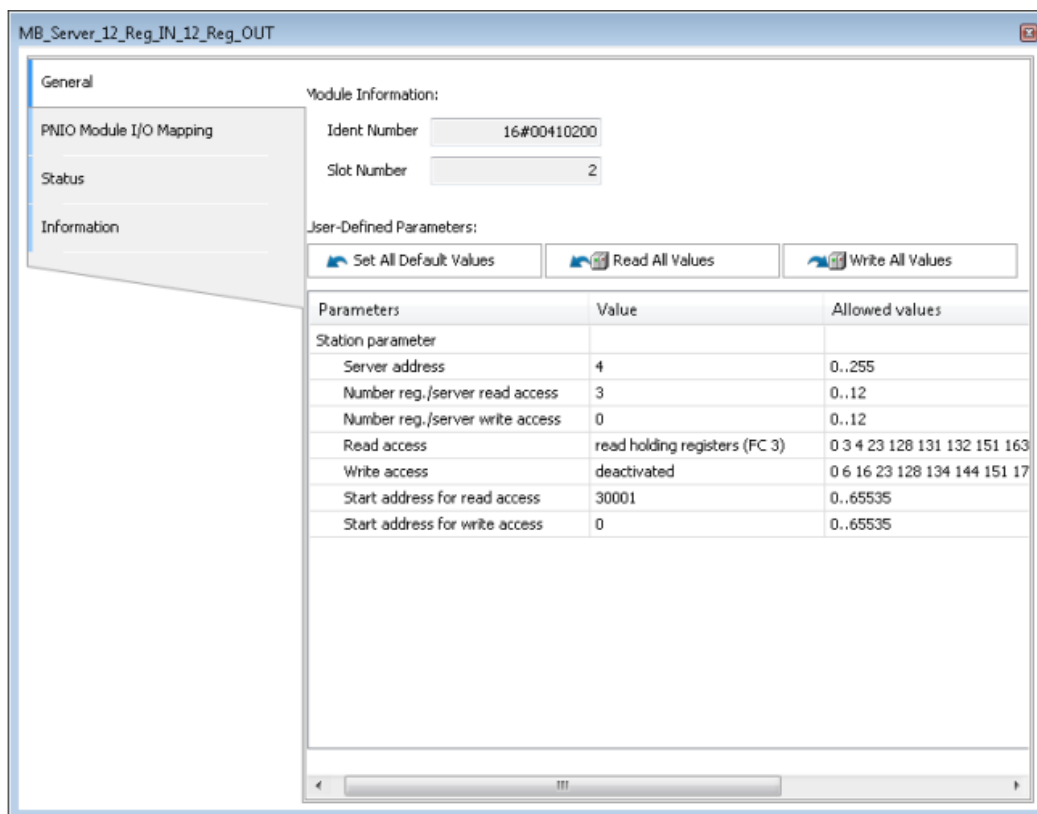 MB_Server_12_Reg_IN_12_Reg_OUT
General
PNIO Module I/O Mapping
Status
Information
Module Information:
Ident Number 16#00410200
Slot Number 2
User-Defined Parameters:
Set All Default Values Read All Values Write All Values
Parameters Value Allowed values
Station parameter
Server address 4 0..255
Number reg./server read access 3 0..12
Number reg./server write access 0 0..12
Read access read holding registers (FC 3) 0 3 4 23 128 131 132 151 163
Write access deactivated 0 6 16 23 128 134 144 151 17
Start address for read access 30001 0..65535
Start address for write access 0 0..65535